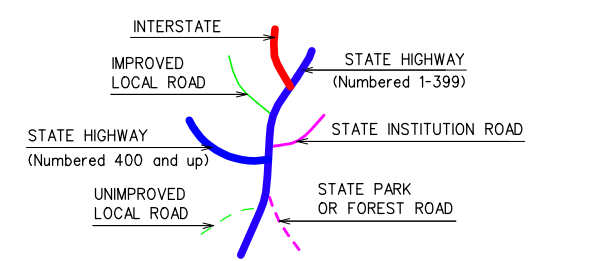 INTERSTATE
IMPROVED
LOCAL ROAD
STATE HIGHWAY
(Numbered 1-399)
STATE INSTITUTION ROAD
STATE HIGHWAY
(Numbered 400 and up)
UNIMPROVED
LOCAL ROAD
STATE PARK
OR FOREST ROAD